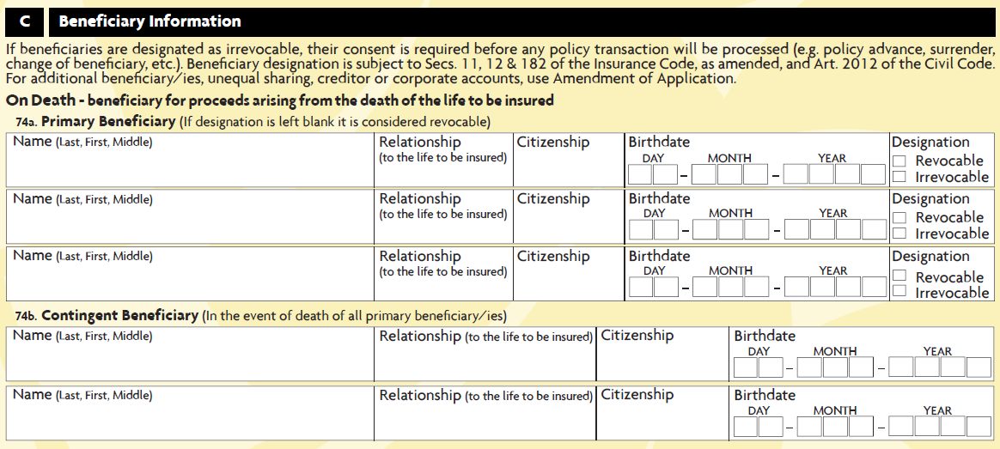 C Beneficiary Information
If beneficiaries are designated as irrevocable, their consent is required before any policy transaction will be processed (e.g. policy advance, surrender,
change of beneficiary, etc.). Beneficiary designation is subject to Secs. 11, 12 & 182 of the Insurance Code, as amended, and Art. 2012 of the Civil Code.
For additional beneficiary/ies, unequal sharing, creditor or corporate accounts, use Amendment of Application.
On Death - beneficiary for proceeds arising from the death of the life to be insured
74a. Primary Beneficiary (If designation is left blank it is considered revocable)
Name (Last, First, Middle) Relationship Citizenship Birthdate Designation
(to the life to be insured) DAY MONTH YEAR Revocable
– – Irrevocable
Name (Last, First, Middle) Relationship Citizenship Birthdate Designation
(to the life to be insured) DAY MONTH YEAR Revocable
– – Irrevocable
Name (Last, First, Middle) Relationship Citizenship Birthdate Designation
(to the life to be insured) DAY MONTH YEAR Revocable
– – Irrevocable
74b. Contingent Beneficiary (In the event of death of all primary beneficiary/ies)
Name (Last, First, Middle) Relationship (to the life to be insured) Citizenship Birthdate
DAY MONTH YEAR
– –
Name (Last, First, Middle) Relationship (to the life to be insured) Citizenship Birthdate
DAY MONTH YEAR
– –